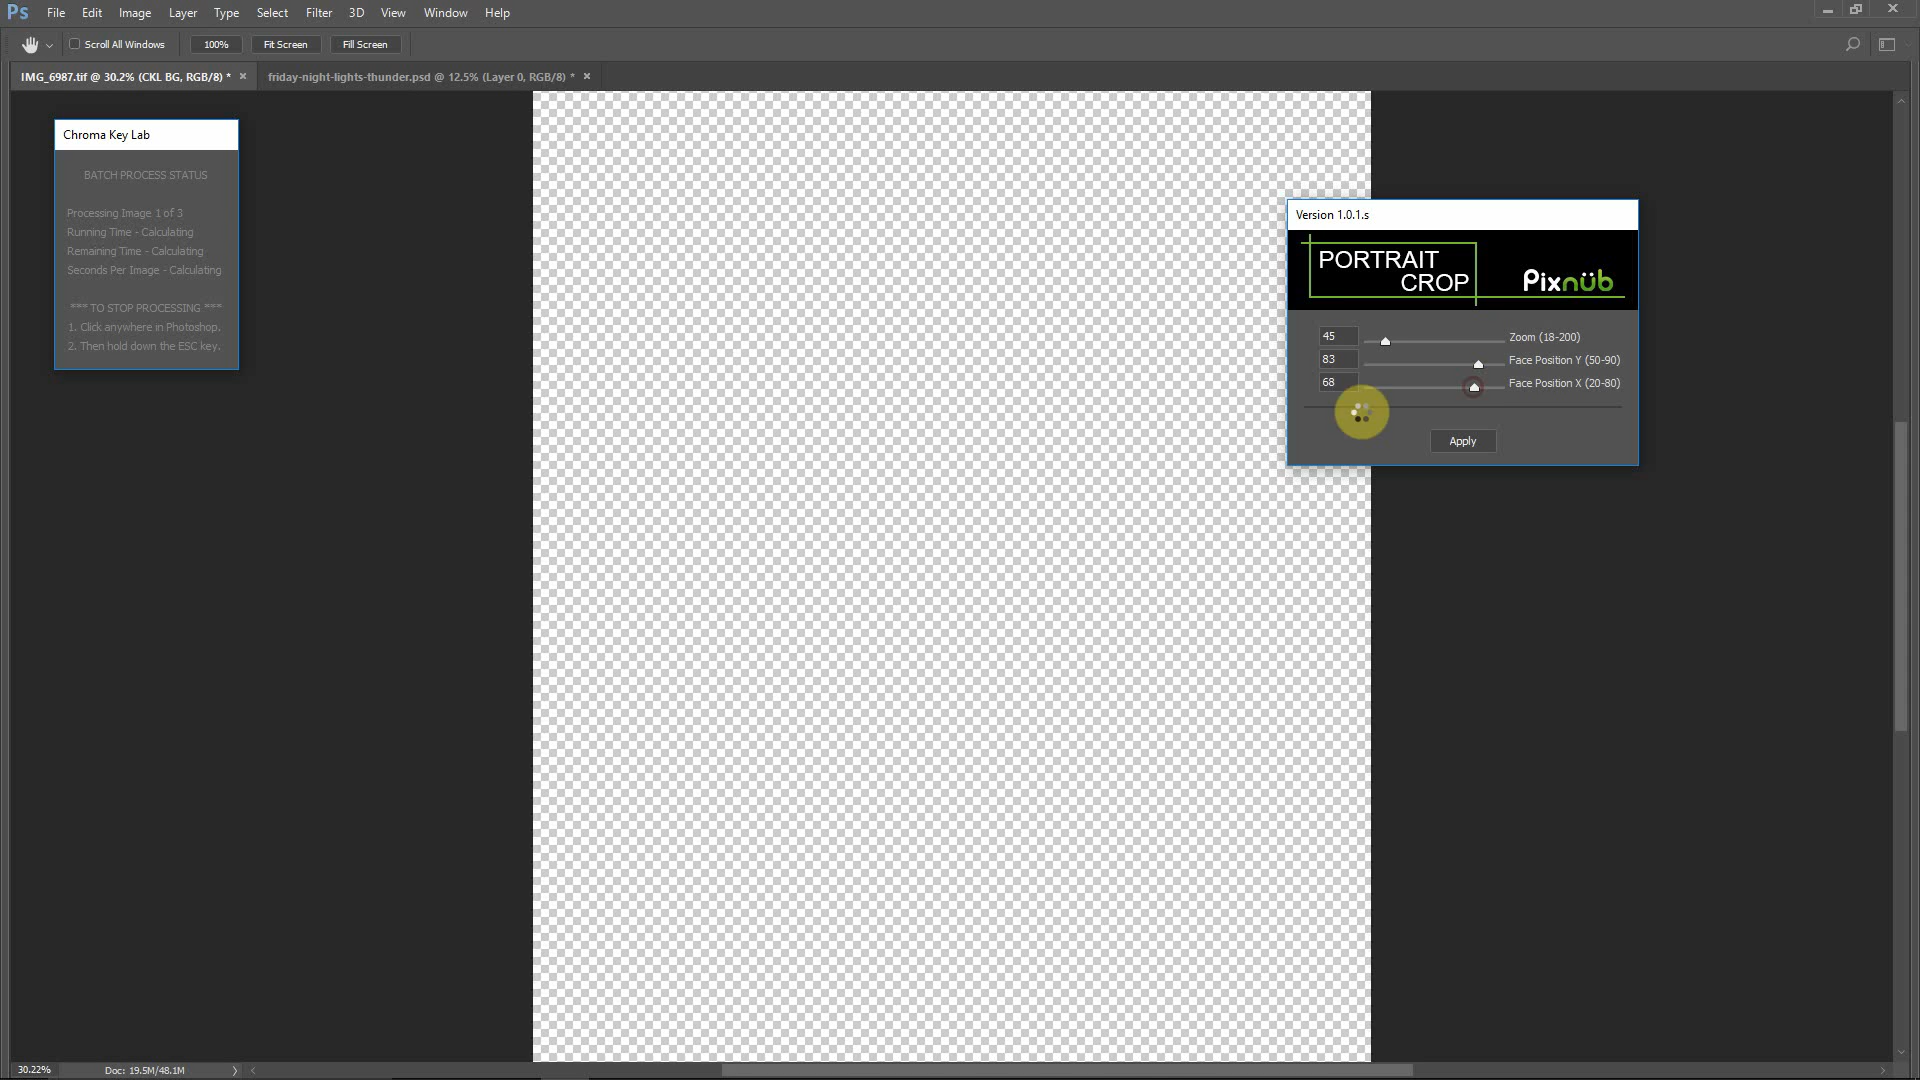 Ps File Edit Image Layer Type Select Filter 3D View Window Help
Scroll All Windows 100% Fit Screen Fill Screen
IMG_6987.tif @ 30.2% (CKL BG, RGB/8) * × friday-night-lights-thunder.psd @ 12.5% (Layer 0, RGB/8) * ×
Chroma Key Lab
BATCH PROCESS STATUS
Processing Image 1 of 3
Running Time - Calculating
Remaining Time - Calculating
Seconds Per Image - Calculating
*** TO STOP PROCESSING ***
1. Click anywhere in Photoshop.
2. Then hold down the ESC key.
Version 1.0.1.s
PORTRAIT
CROP
Pixnüb
45 Zoom (18-200)
83 Face Position Y (50-90)
68 Face Position X (20-80)
Apply
30.22% Doc: 19.5M/48.1M